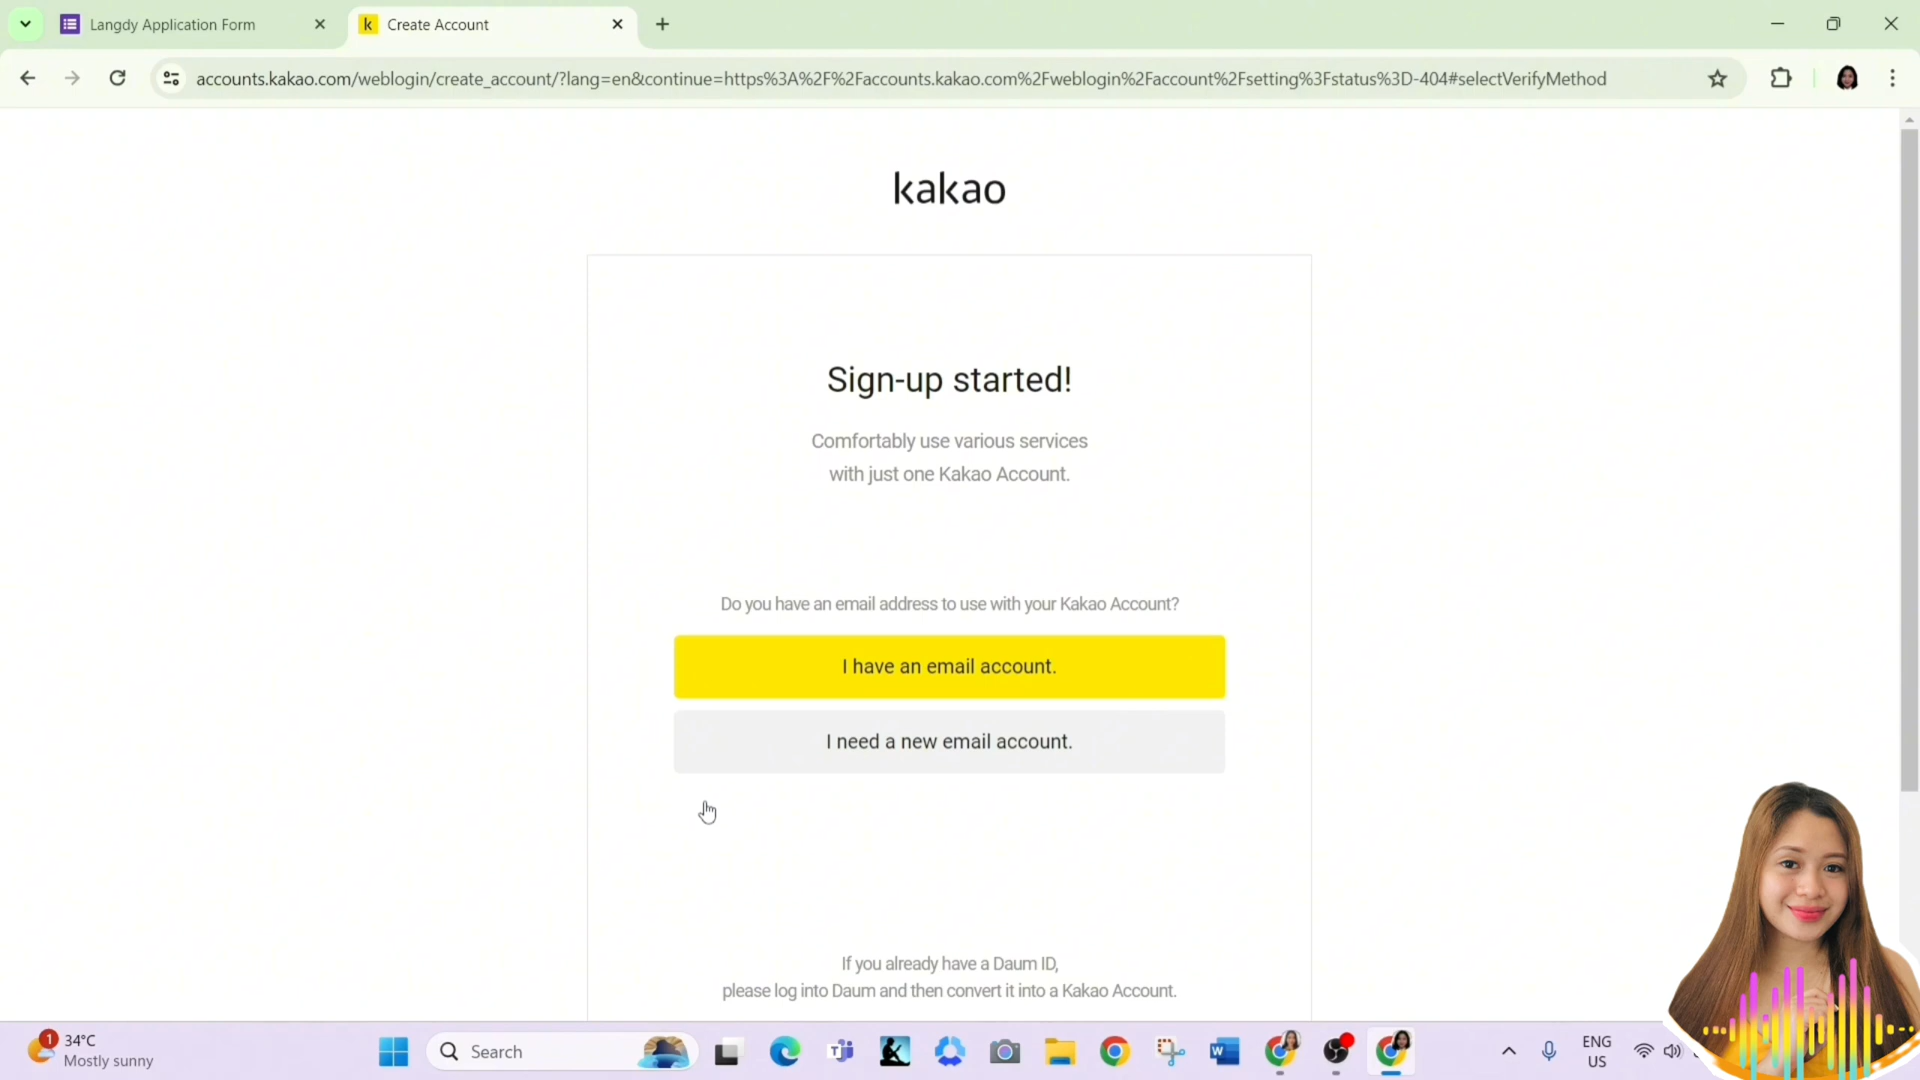 Langdy Application Form
k
Create Account
accounts.kakao.com/weblogin/create_account/?lang=en&continue=https%3A%2F%2Faccounts.kakao.com%2Fweblogin%2Faccount%2Fsetting%3Fstatus%3D-404#selectVerifyMethod
kakao
Sign-up started!
Comfortably use various services
with just one Kakao Account.
Do you have an email address to use with your Kakao Account?
I have an email account.
I need a new email account.
If you already have a Daum ID,
please log into Daum and then convert it into a Kakao Account.
1
34°C
Mostly sunny
Search
T
W
ENG
US